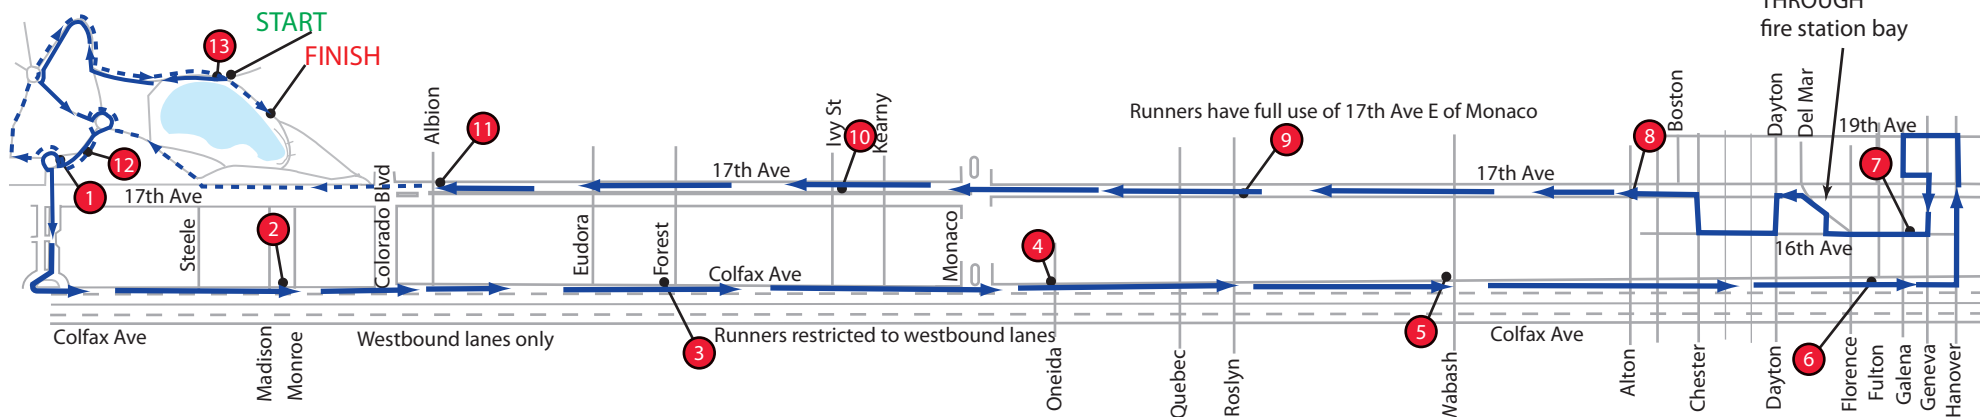 THROUGH
fire station bay
START
FINISH
13
Albion
11
Ivy St
10
Kearny
Runners have full use of 17th Ave E of Monaco
9
8
Boston
Dayton
Del Mar
19th Ave
7
12
1
17th Ave
17th Ave
17th Ave
Steele
2
Colorado Blvd
Eudora
Forest
Colfax Ave
Monaco
4
16th Ave
Colfax Ave
Madison
Monroe
Westbound lanes only
3
Runners restricted to westbound lanes
Oneida
Quebec
Roslyn
5
Wabash
Colfax Ave
Alton
Chester
Dayton
6
Florence
Fulton
Galena
Geneva
Hanover